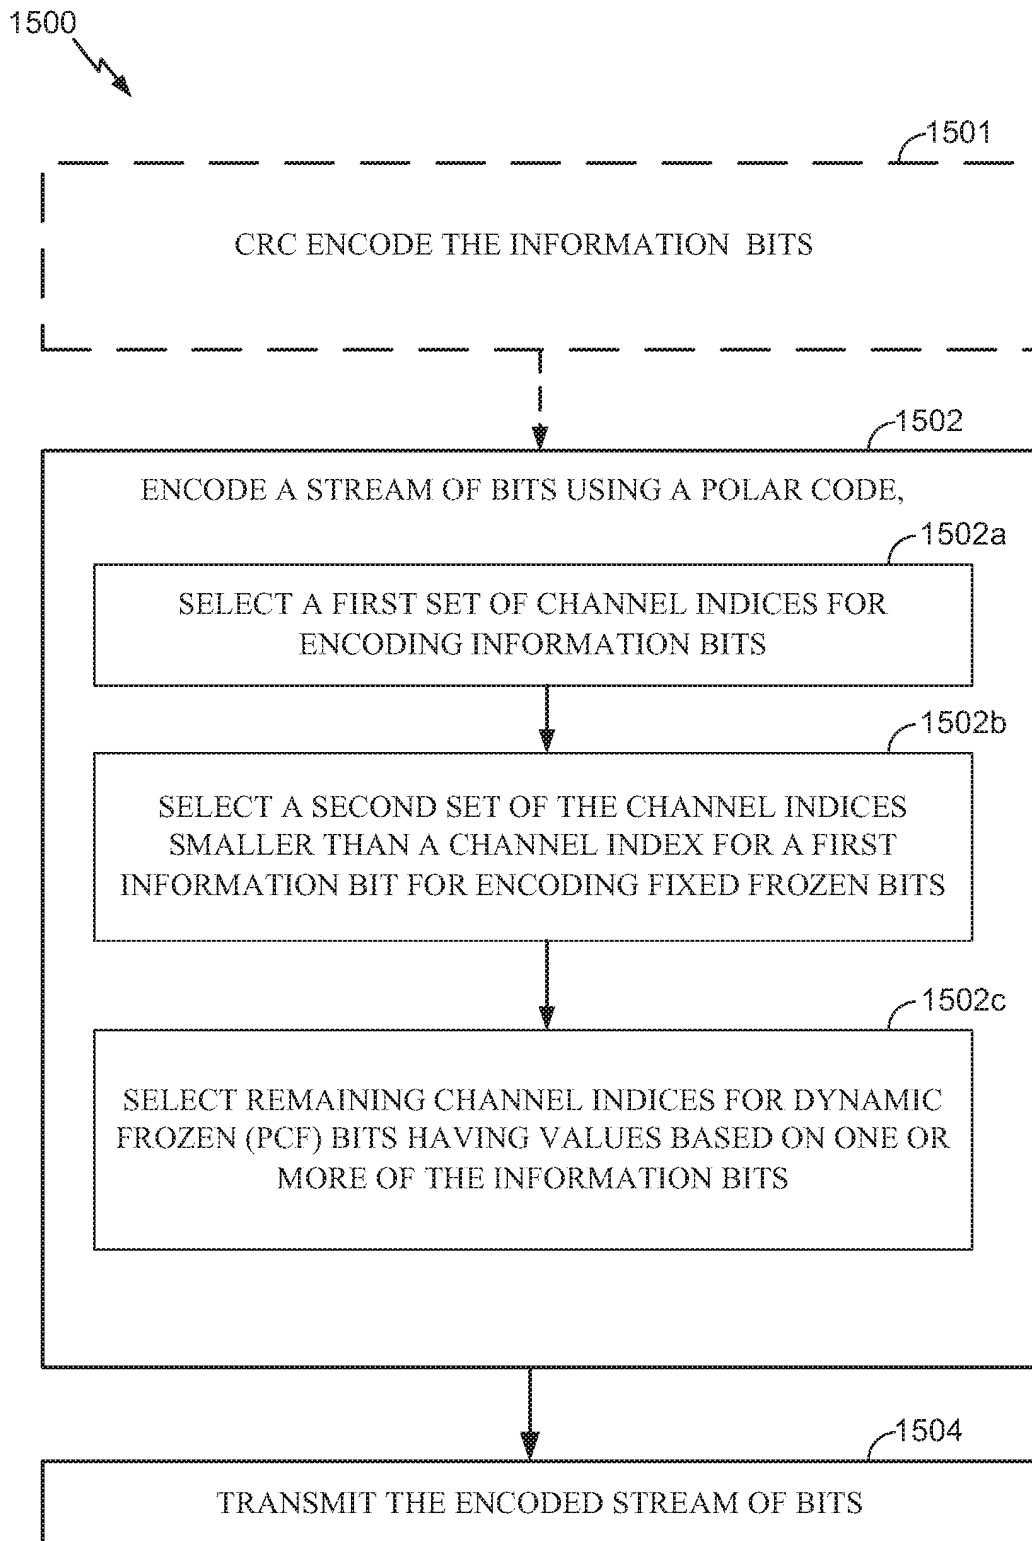 1500
1501
CRC ENCODE THE INFORMATION BITS
1502
ENCODE A STREAM OF BITS USING A POLAR CODE,
1502a
SELECT A FIRST SET OF CHANNEL INDICES FOR
ENCODING INFORMATION BITS
1502b
SELECT A SECOND SET OF THE CHANNEL INDICES
SMALLER THAN A CHANNEL INDEX FOR A FIRST
INFORMATION BIT FOR ENCODING FIXED FROZEN BITS
1502c
SELECT REMAINING CHANNEL INDICES FOR DYNAMIC
FROZEN (PCF) BITS HAVING VALUES BASED ON ONE OR
MORE OF THE INFORMATION BITS
1504
TRANSMIT THE ENCODED STREAM OF BITS